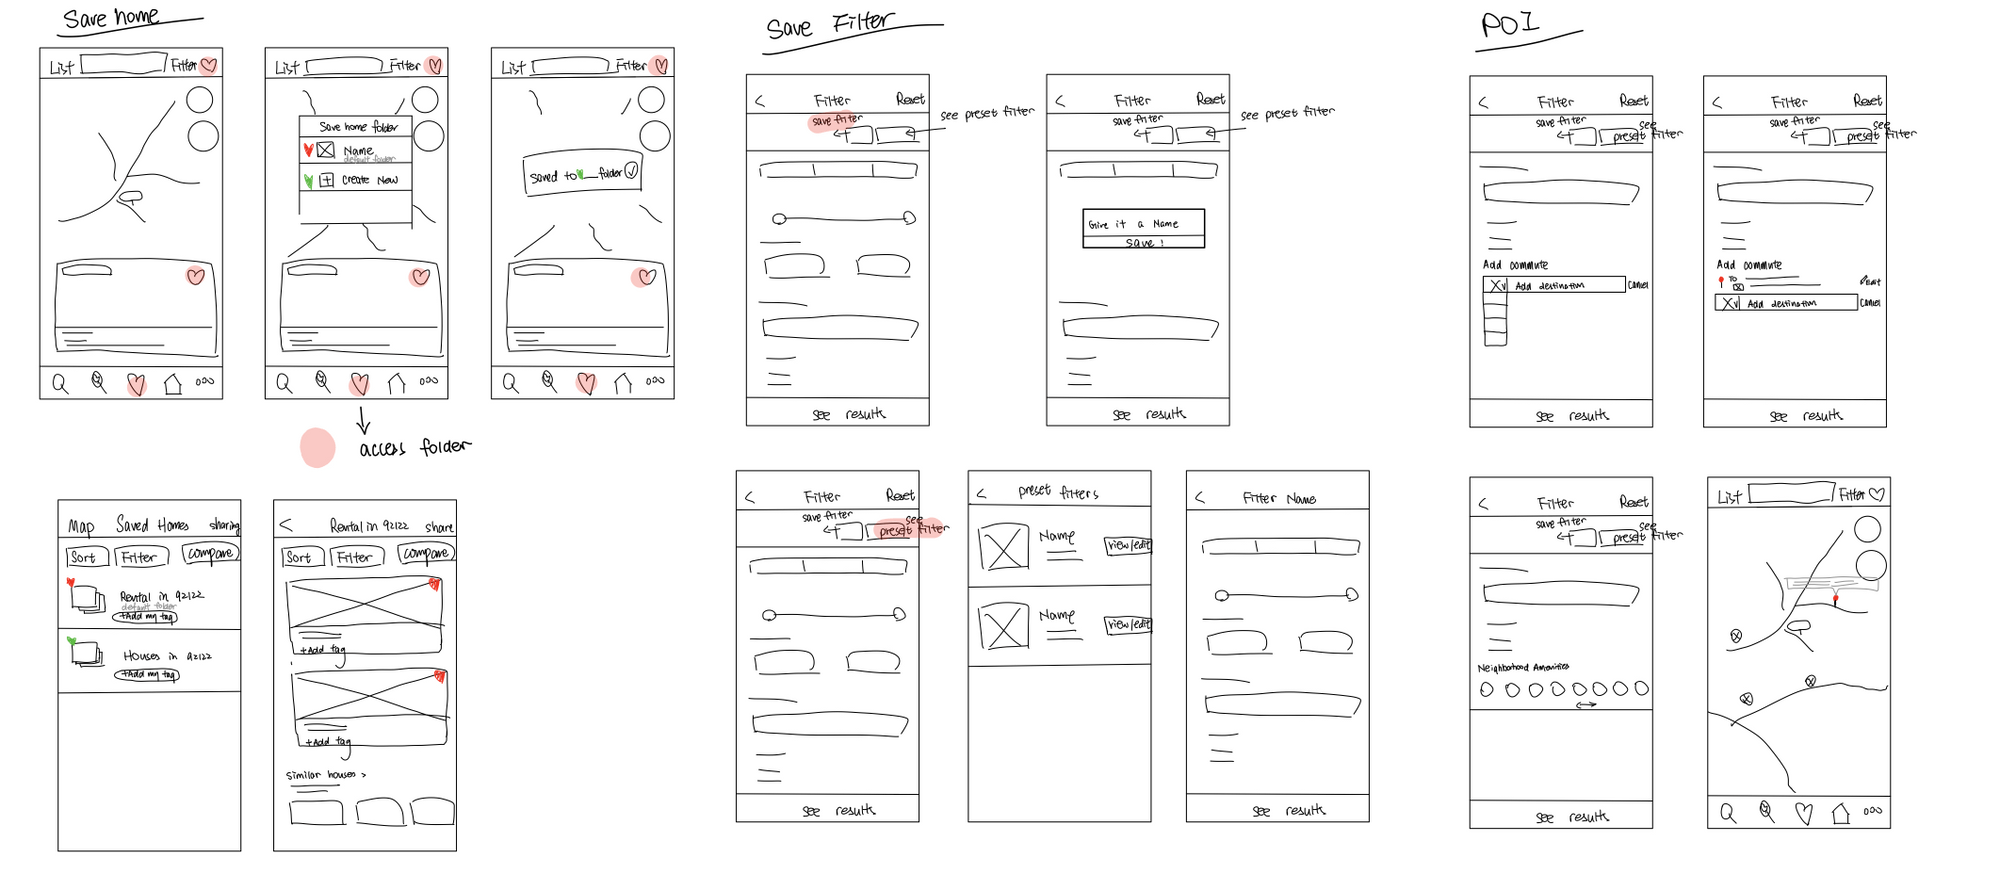 Save home
List
Filter
List
Filter
Save home folder
Name
default folder
Create New
List
Filter
Saved to folder
access folder
Map Saved Homes sharing
Sort Filter compare
Rental in 92122
default folder
+Add my tag
Houses in 92122
+Add my tag
< Rental in 92122 share
Sort Filter compare
+Add tag
+Add tag
Similar houses >
Save Filter
< Filter Reset
save filter
see preset filter
see results
< Filter Reset
save filter
see preset filter
Give it a Name
save!
see results
< Filter Reset
save filter
see
preset filter
see results
< preset filters
Name
view/edit
Name
view/edit
< Filter Name
see results
POI
< Filter Reset
save filter
see
preset filter
Add commute
Add destination Cancel
see results
< Filter Reset
save filter
see
preset filter
Add commute
TO
Edit
Add destination Cancel
see results
< Filter Reset
save filter
see
preset filter
Neighborhood Amenities
see results
List
Filter